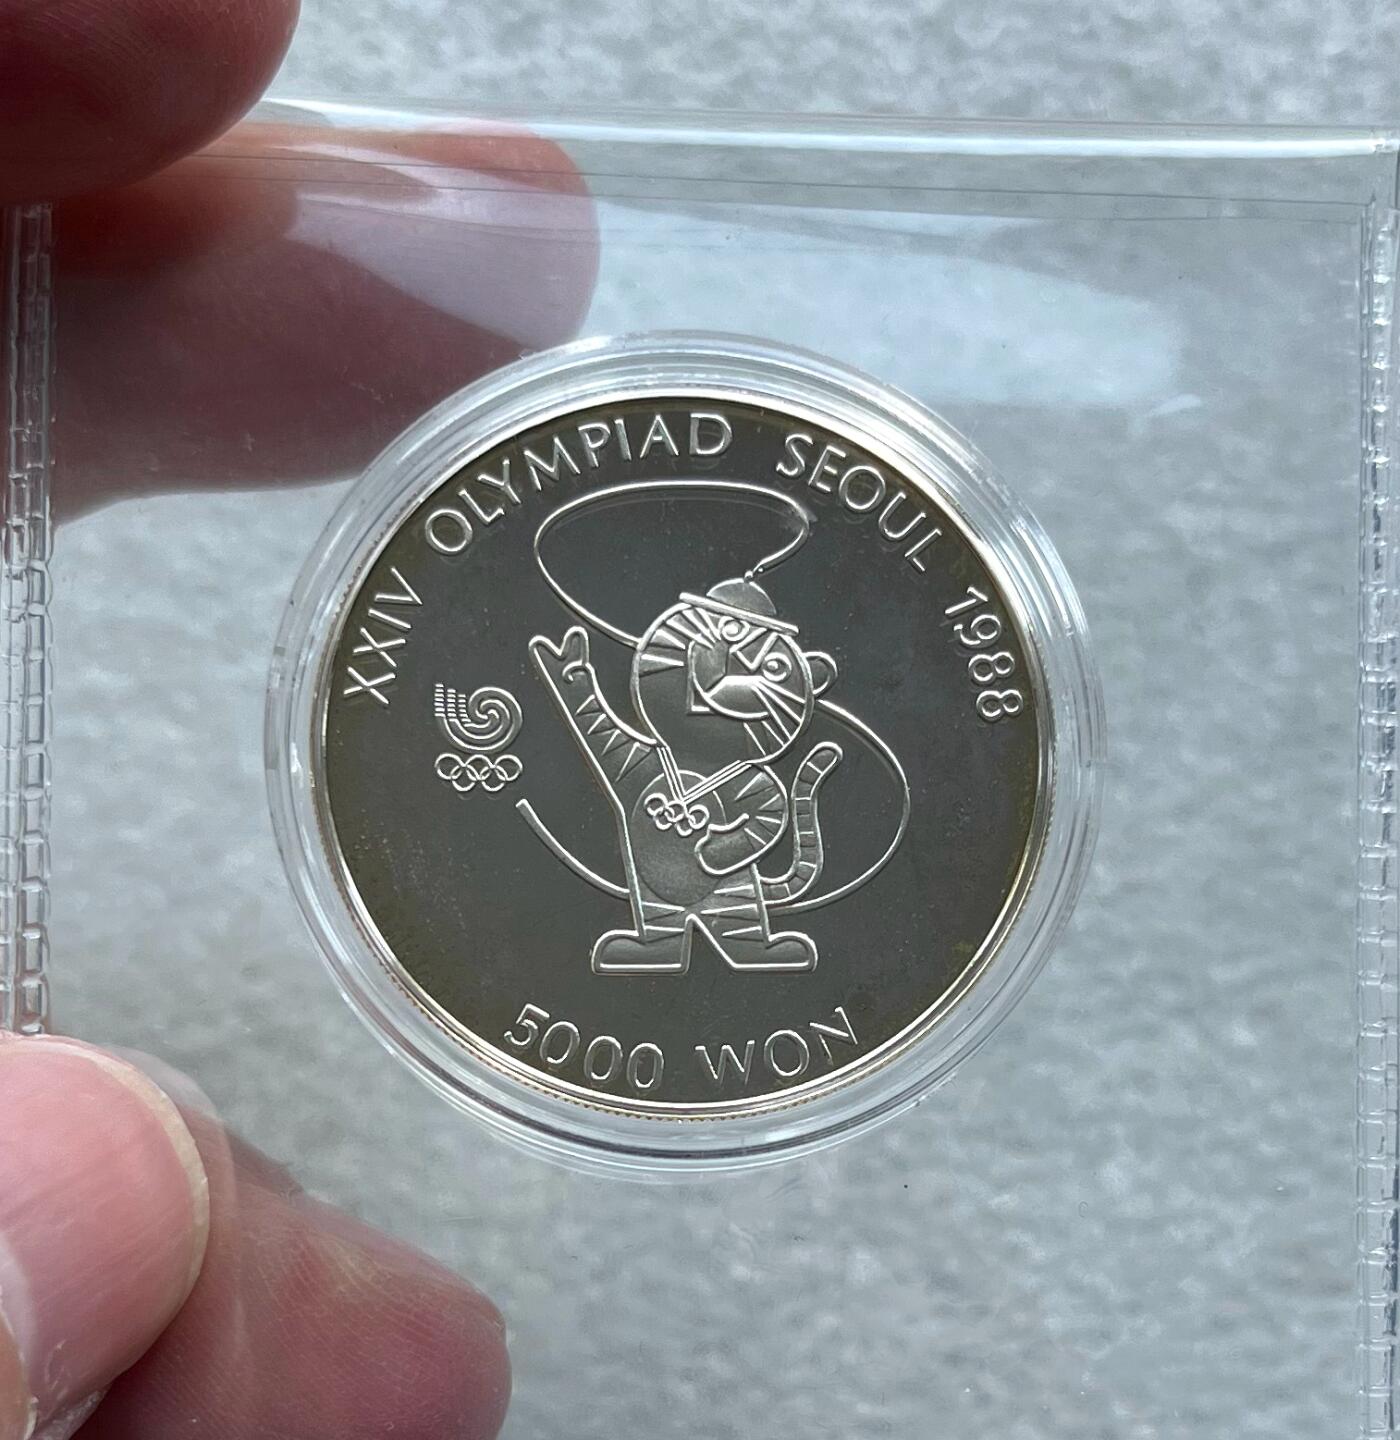 XXIV OLYMPIAD SEOUL 1988
5000 WON